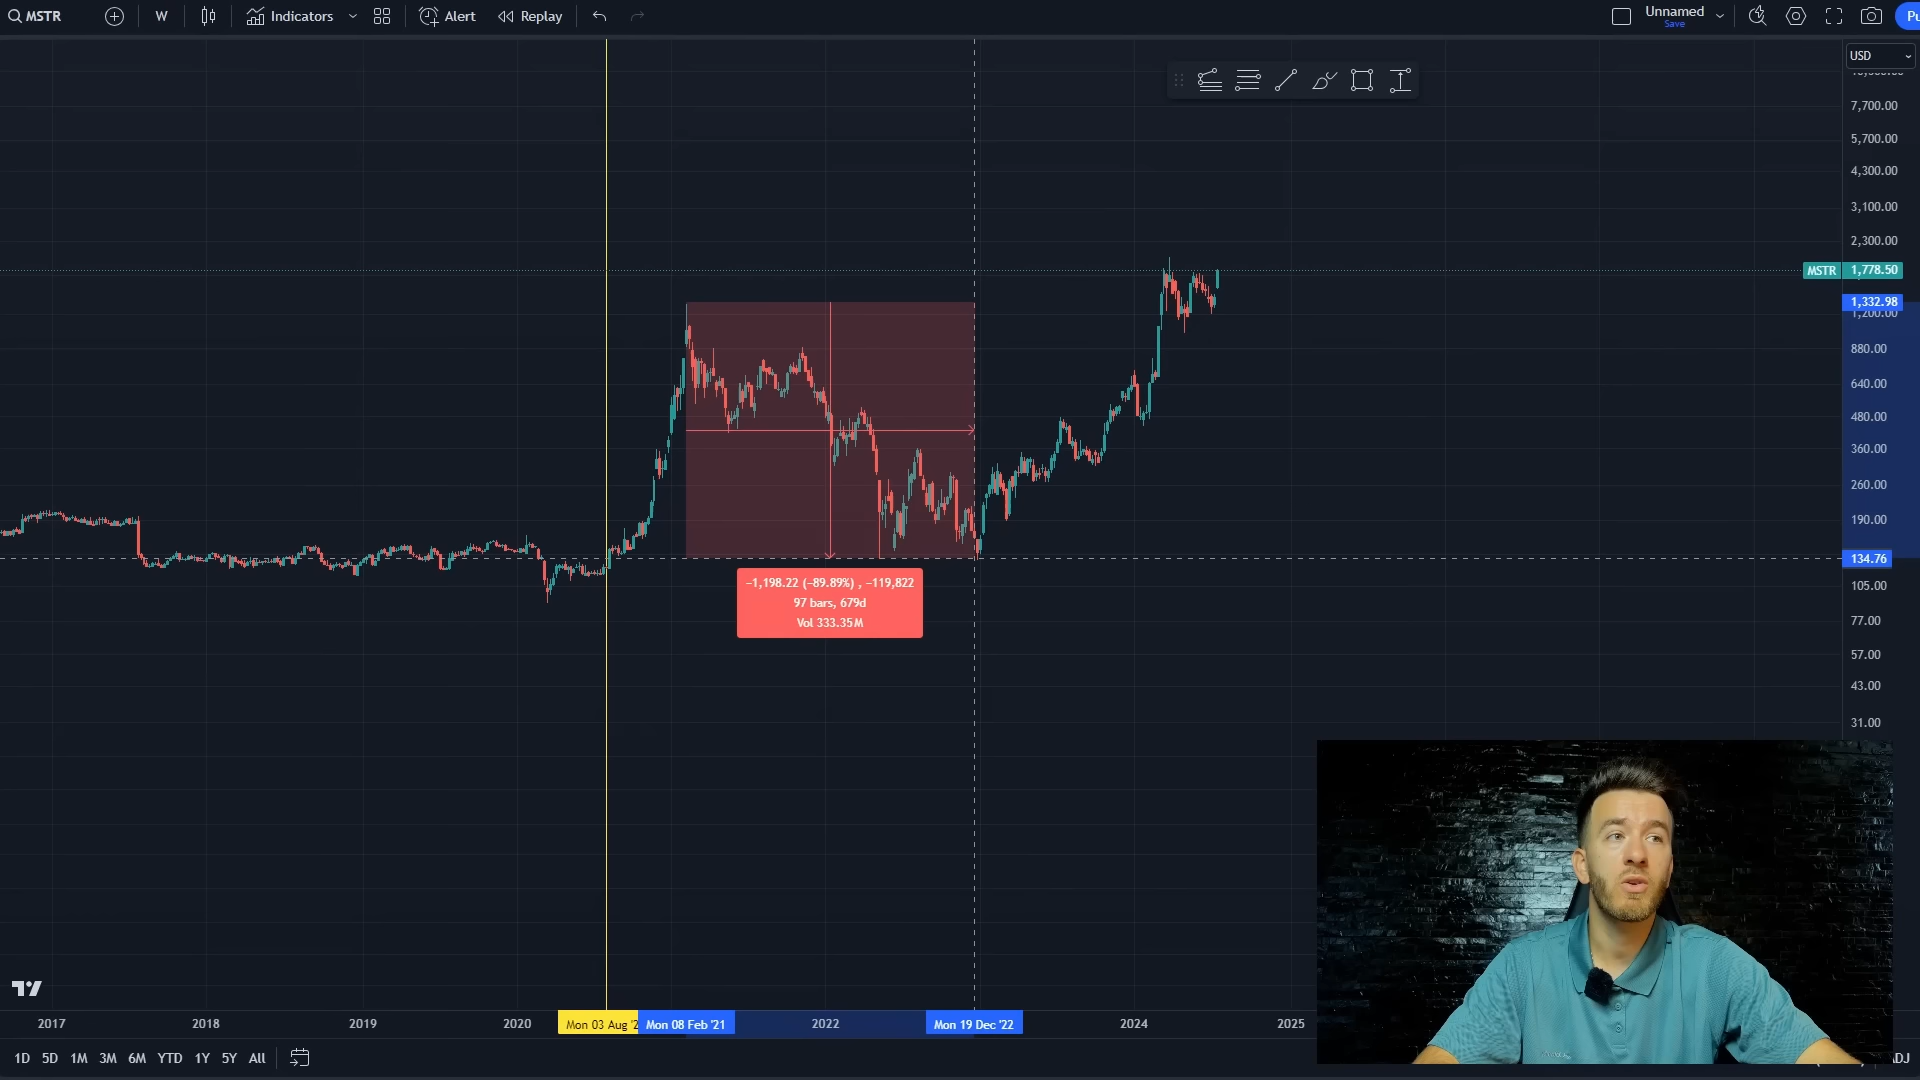 MSTR
W
Indicators
Alert
Replay
Unnamed
Save
USD
7,700.00
5,700.00
4,300.00
3,100.00
2,300.00
MSTR 1,778.50
1,332.98
1,200.00
880.00
640.00
480.00
360.00
260.00
190.00
134.76
105.00
77.00
57.00
43.00
31.00
−1,198.22 (−89.89%) , −119,822
97 bars, 679d
Vol 333.35M
2017
2018
2019
2020
Mon 03 Aug '2
Mon 08 Feb '21
2022
Mon 19 Dec '22
2024
2025
1D 5D 1M 3M 6M YTD 1Y 5Y All